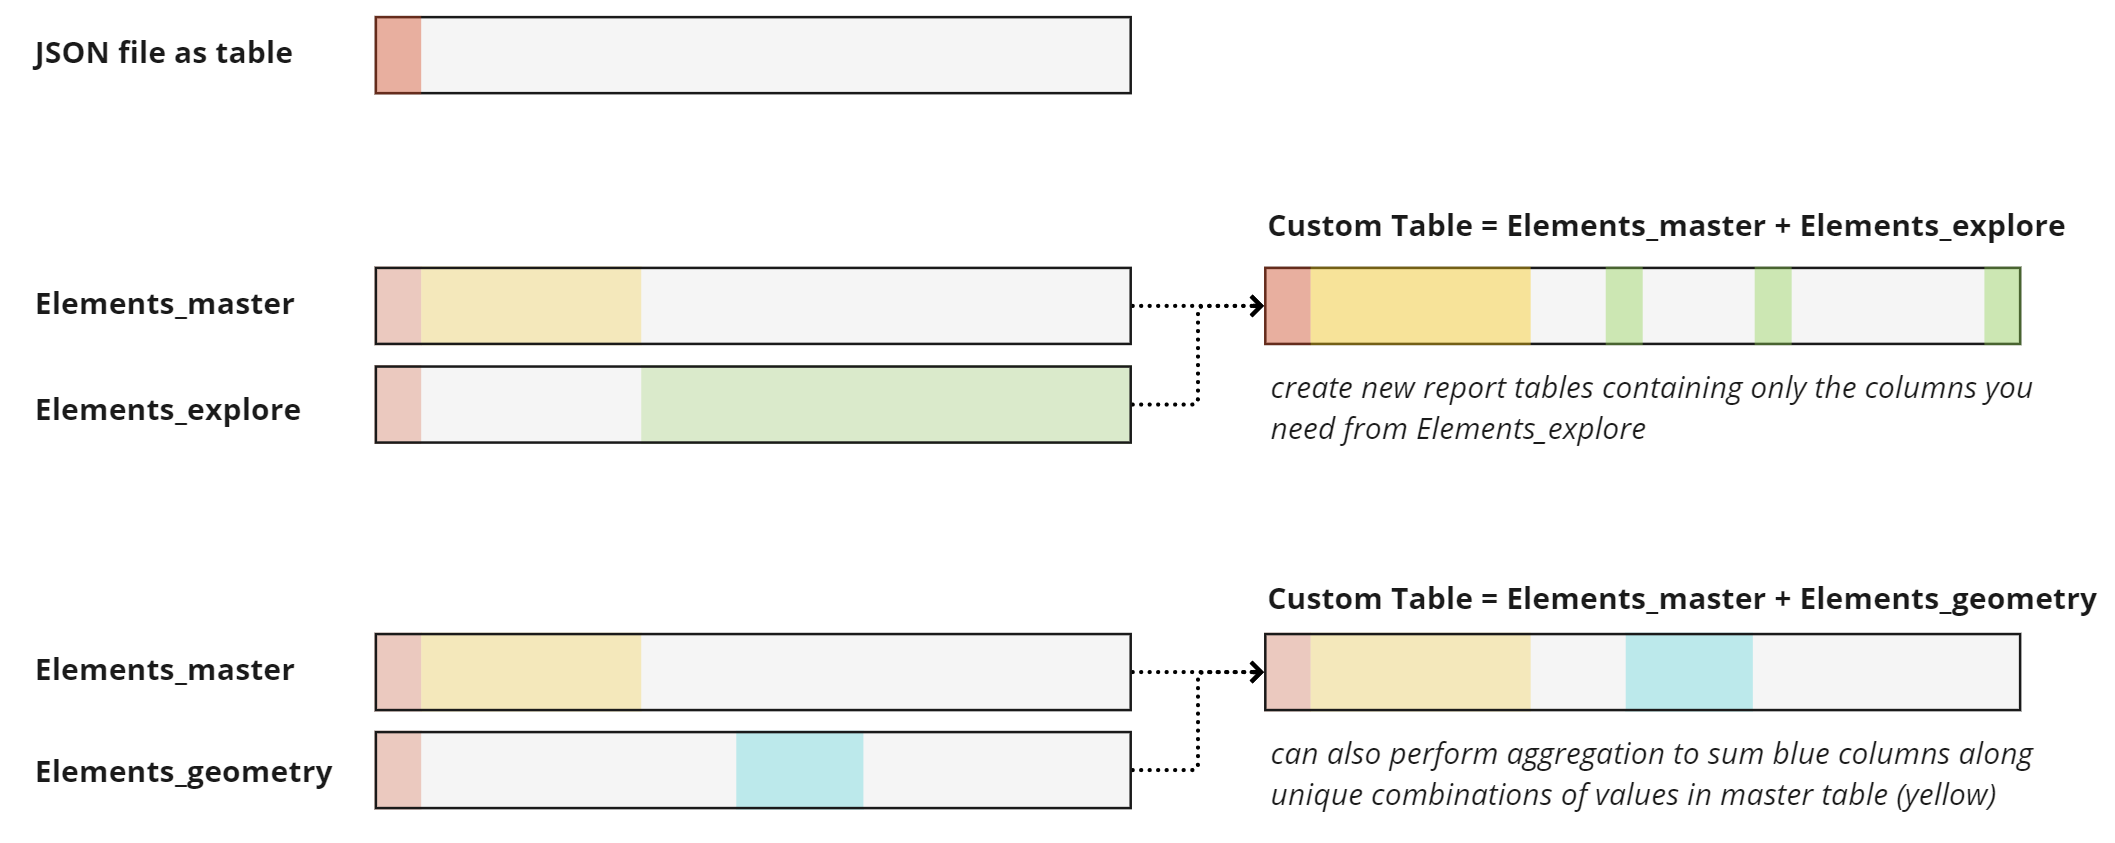 JSON file as table
Custom Table = Elements_master + Elements_explore
Elements_master
Elements_explore
create new report tables containing only the columns you
need from Elements_explore
Custom Table = Elements_master + Elements_geometry
Elements_master
Elements_geometry
can also perform aggregation to sum blue columns along
unique combinations of values in master table (yellow)